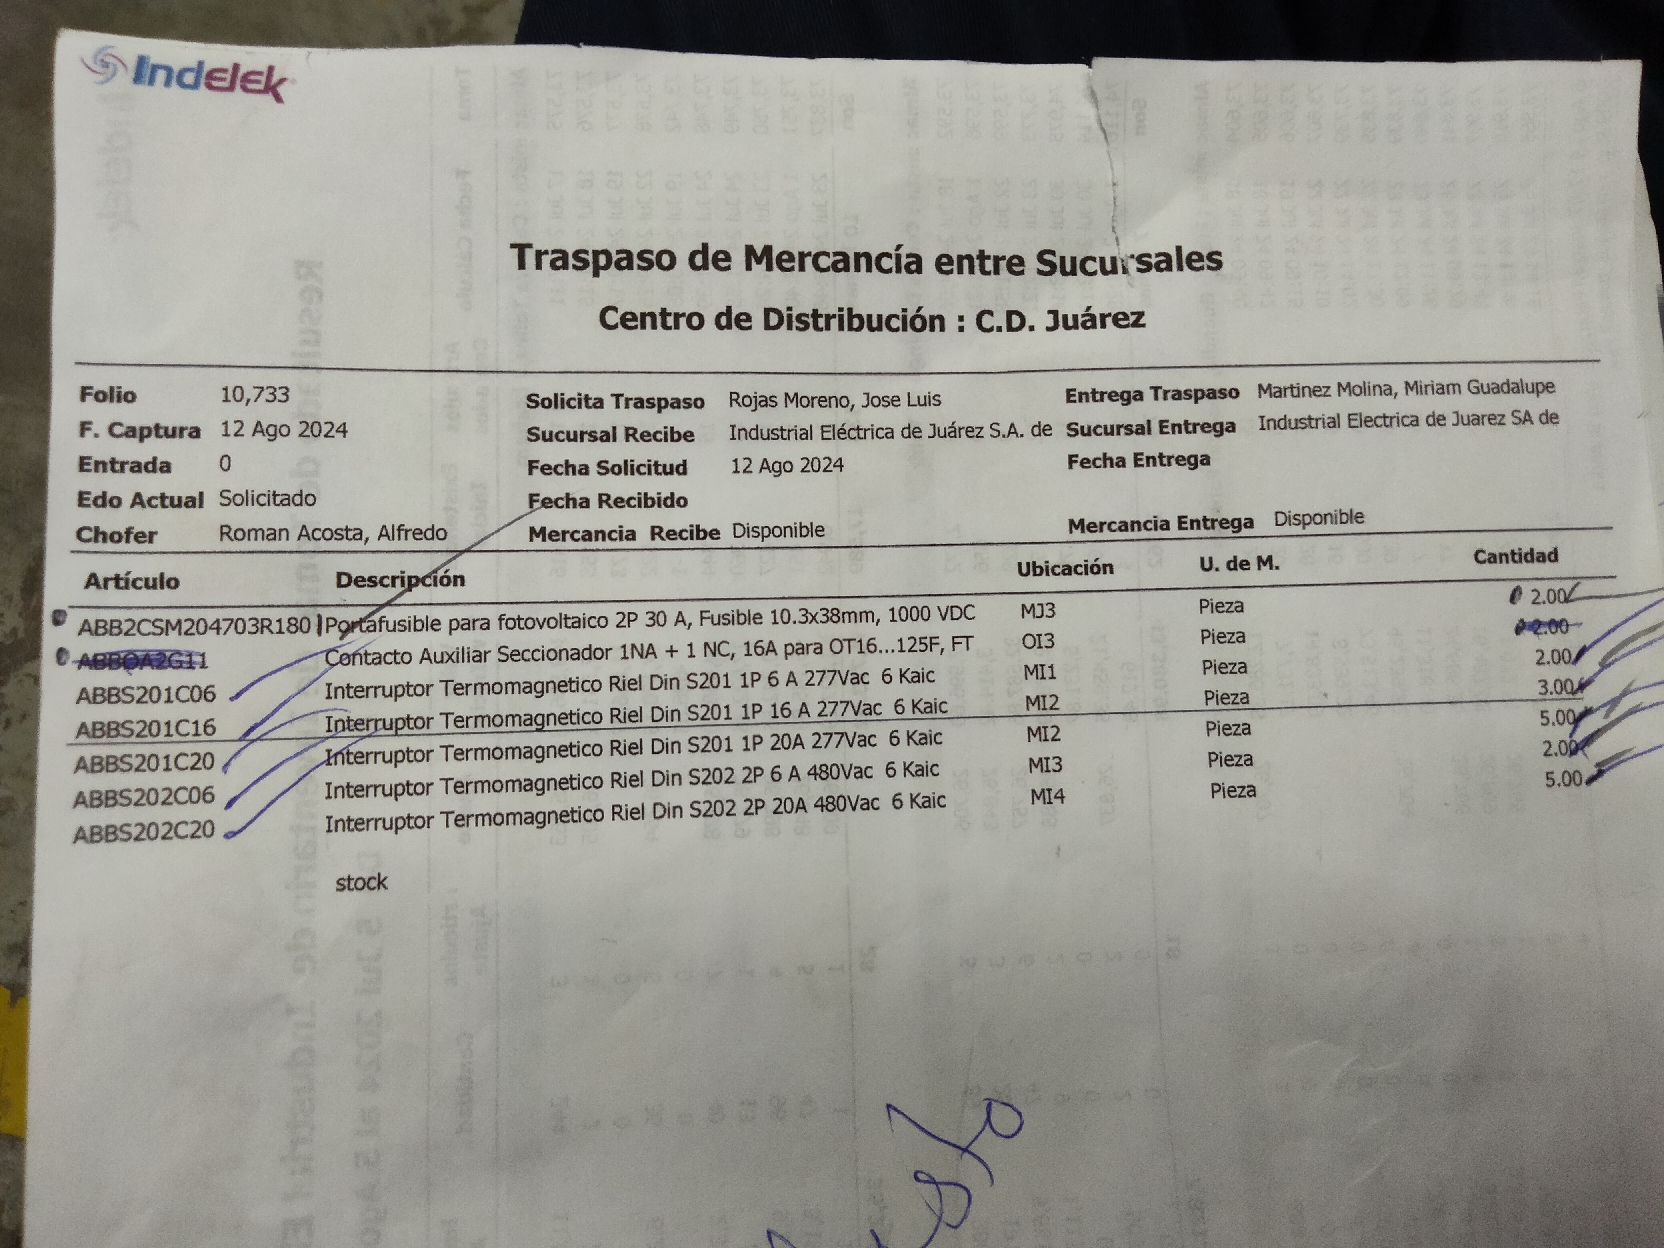 Indelek
Traspaso de Mercancía entre Sucursales
Centro de Distribución : C.D. Juárez
Folio 10,733 Solicita Traspaso Rojas Moreno, Jose Luis Entrega Traspaso Martinez Molina, Miriam Guadalupe
F. Captura 12 Ago 2024 Sucursal Recibe Industrial Eléctrica de Juárez S.A. de Sucursal Entrega Industrial Electrica de Juarez SA de
Entrada 0 Fecha Solicitud 12 Ago 2024 Fecha Entrega
Edo Actual Solicitado Fecha Recibido
Chofer Roman Acosta, Alfredo Mercancia Recibe Disponible Mercancia Entrega Disponible
Artículo Descripción Ubicación U. de M. Cantidad
ABB2CSM204703R1801 Portafusible para fotovoltaico 2P 30 A, Fusible 10.3x38mm, 1000 VDC MJ3 Pieza 2.00
ABBOA2G11 Contacto Auxiliar Seccionador 1NA + 1 NC, 16A para OT16...125F, FT OI3 Pieza 2.00
ABBS201C06 Interruptor Termomagnetico Riel Din S201 1P 6 A 277Vac 6 Kaic MI1 Pieza 2.00
ABBS201C16 Interruptor Termomagnetico Riel Din S201 1P 16 A 277Vac 6 Kaic MI2 Pieza 3.00
ABBS201C20 Interruptor Termomagnetico Riel Din S201 1P 20A 277Vac 6 Kaic MI2 Pieza 5.00
ABBS202C06 Interruptor Termomagnetico Riel Din S202 2P 6 A 480Vac 6 Kaic MI3 Pieza 2.00
ABBS202C20 Interruptor Termomagnetico Riel Din S202 2P 20A 480Vac 6 Kaic MI4 Pieza 5.00
stock